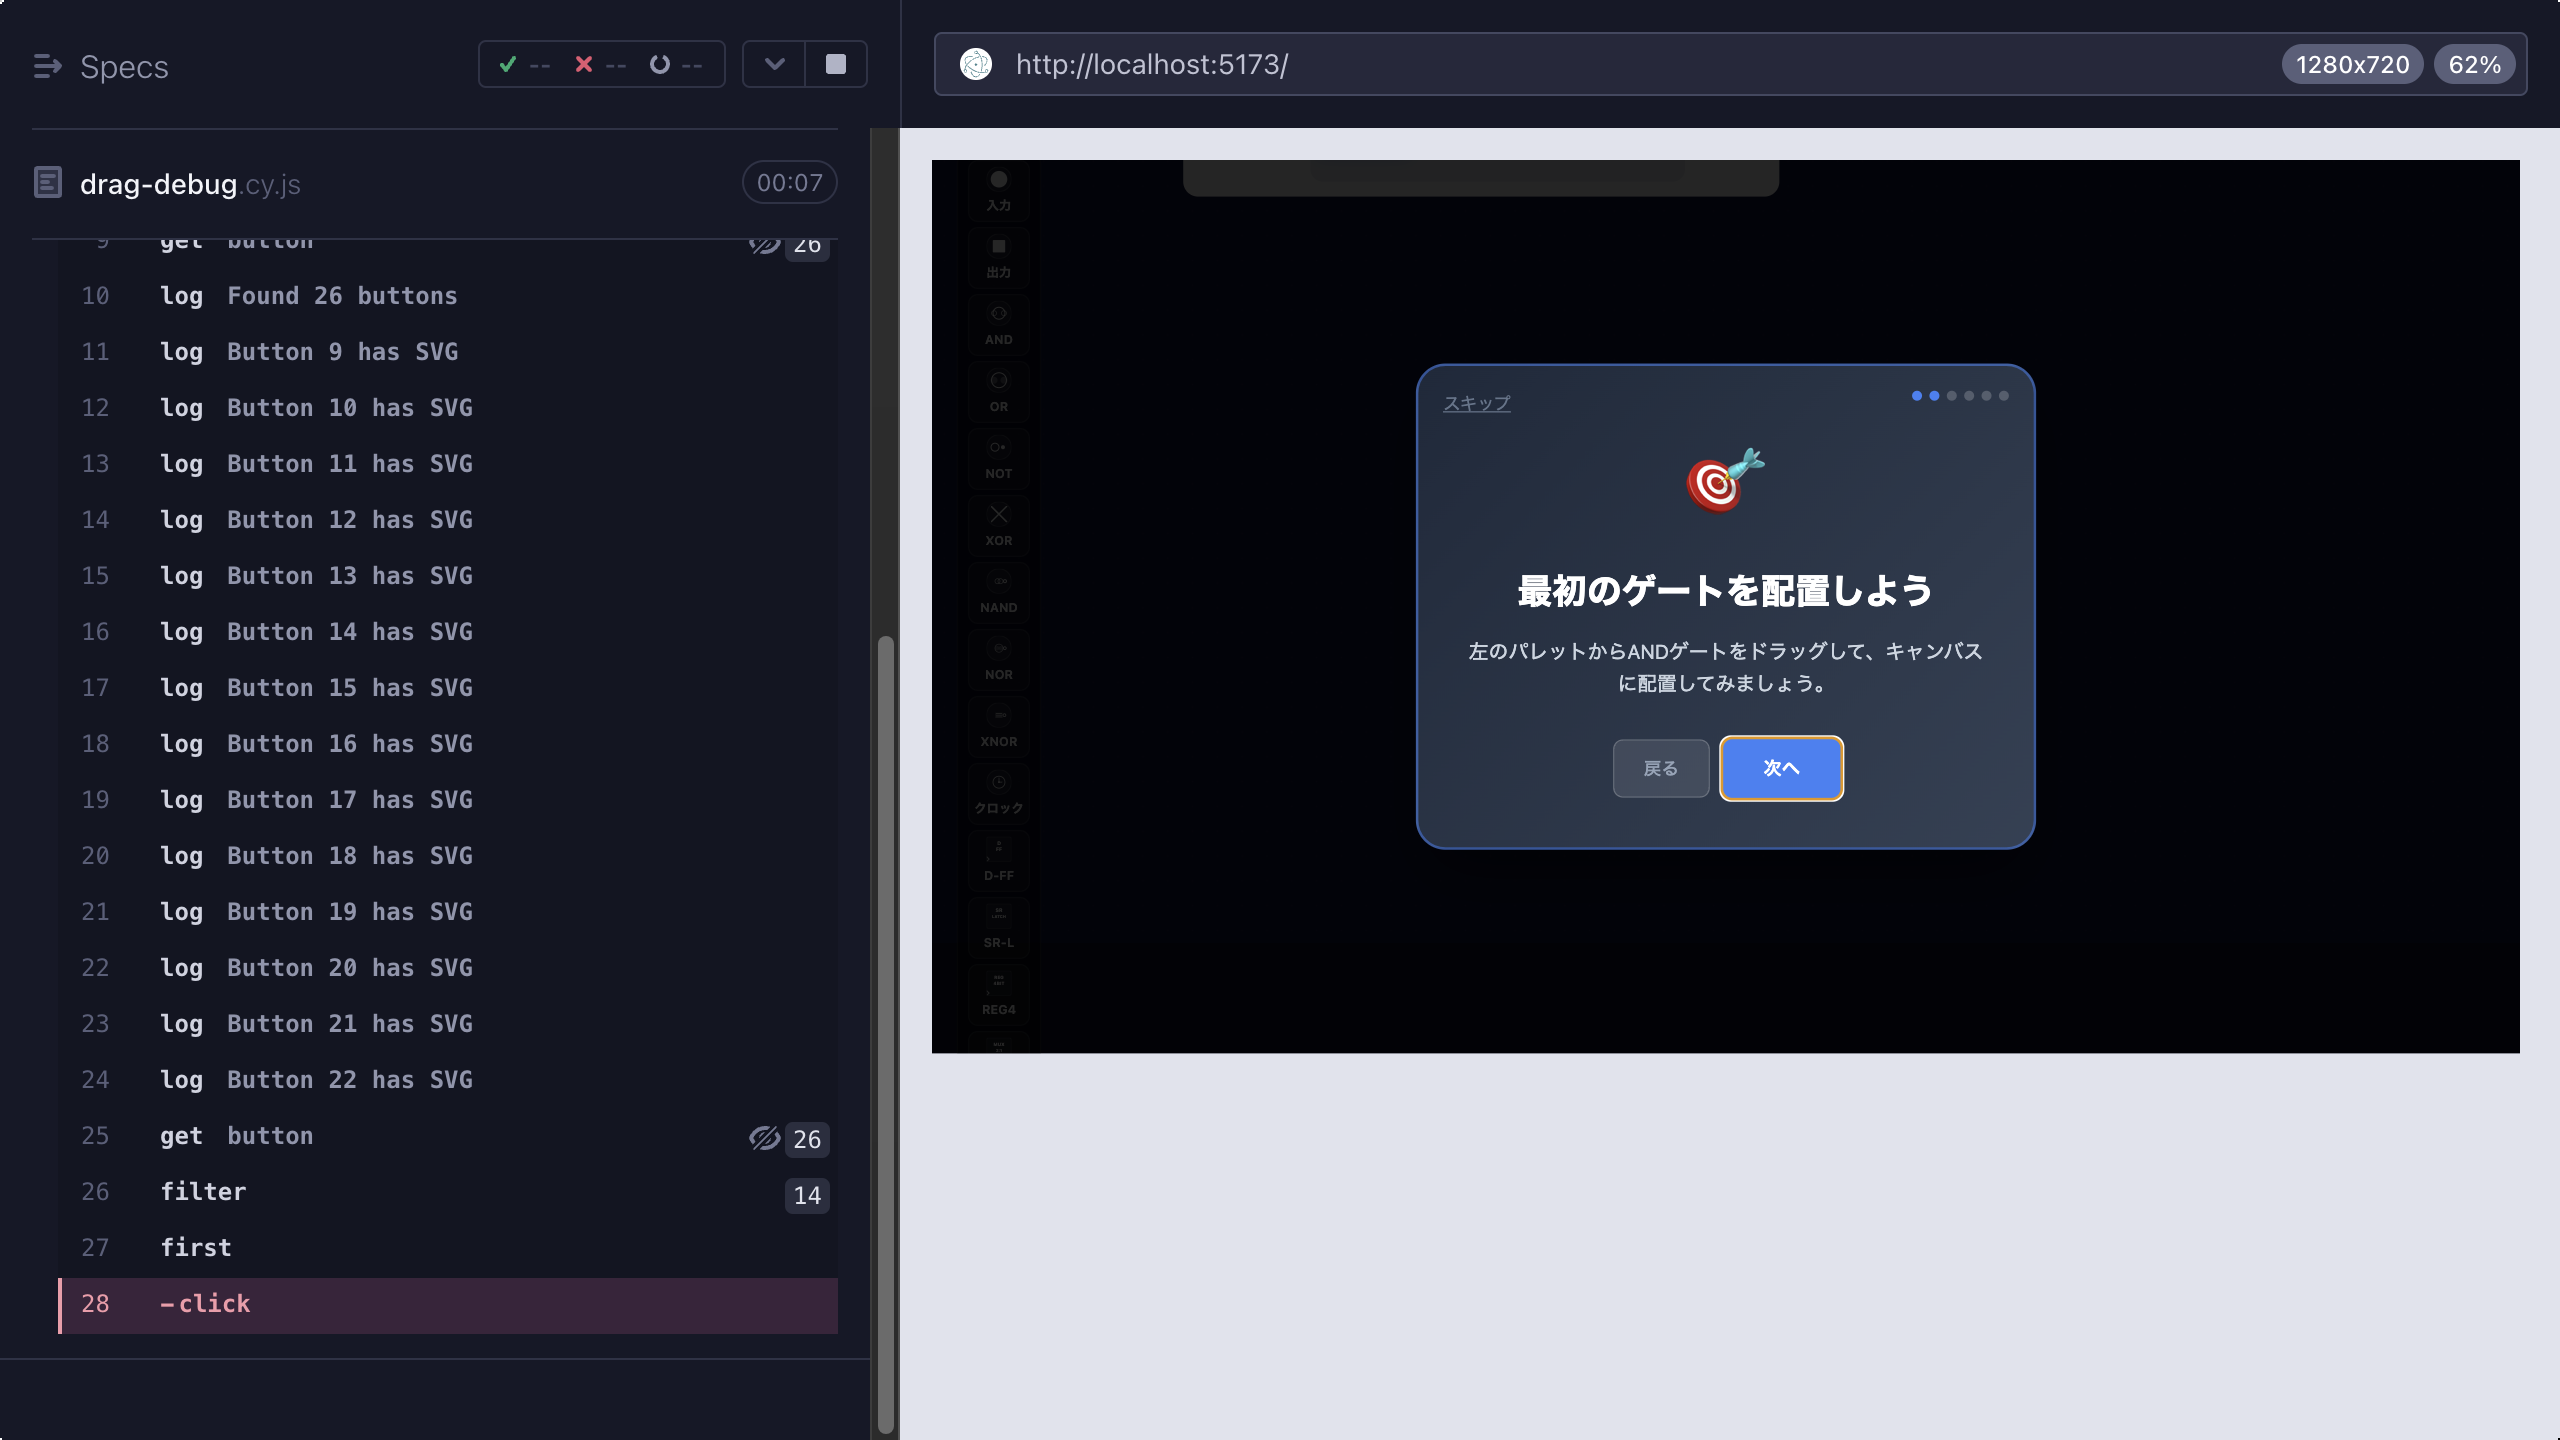 Specs
-- -- --
drag-debug.cy.js
00:07
9 get button 26
10 log Found 26 buttons
11 log Button 9 has SVG
12 log Button 10 has SVG
13 log Button 11 has SVG
14 log Button 12 has SVG
15 log Button 13 has SVG
16 log Button 14 has SVG
17 log Button 15 has SVG
18 log Button 16 has SVG
19 log Button 17 has SVG
20 log Button 18 has SVG
21 log Button 19 has SVG
22 log Button 20 has SVG
23 log Button 21 has SVG
24 log Button 22 has SVG
25 get button 26
26 filter 14
27 first
28 -click
http://localhost:5173/
1280x720 62%
入力
出力
AND
OR
NOT
XOR
NAND
NOR
XNOR
クロック
D-FF
SR-L
REG4
スキップ
最初のゲートを配置しよう
左のパレットからANDゲートをドラッグして、キャンバス
に配置してみましょう。
戻る
次へ